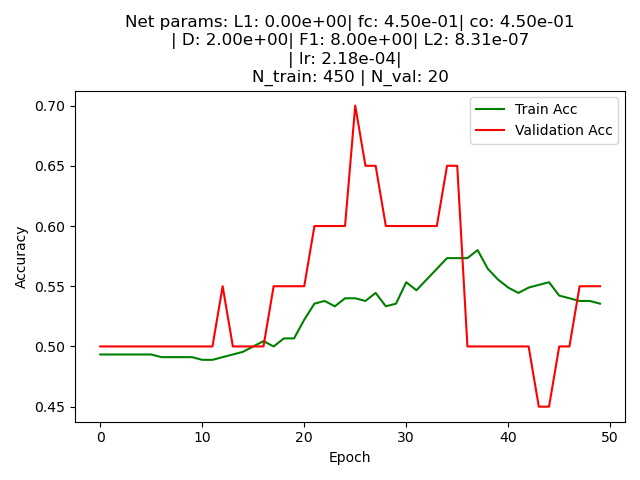 Net params: L1: 0.00e+00| fc: 4.50e-01| co: 4.50e-01
| D: 2.00e+00| F1: 8.00e+00| L2: 8.31e-07
| lr: 2.18e-04|
N_train: 450 | N_val: 20
Train Acc
Validation Acc
0.70
0.65
0.60
0.55
0.50
0.45
Accuracy
0 10 20 30 40 50
Epoch